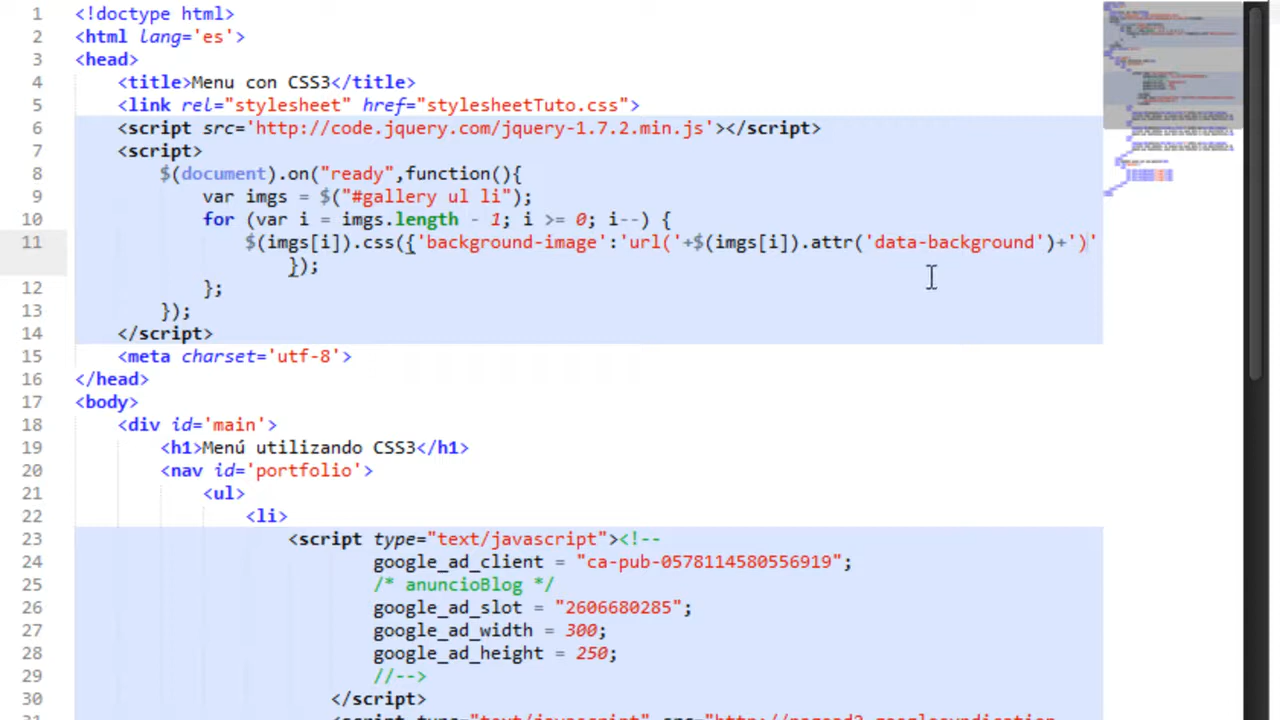 1 <!doctype html>
2 <html lang='es'>
3 <head>
4 <title>Menu con CSS3</title>
5 <link rel="stylesheet" href="stylesheetTuto.css">
6 <script src='http://code.jquery.com/jquery-1.7.2.min.js'></script>
7 <script>
8 $(document).on("ready",function(){
9 var imgs = $("#gallery ul li");
10 for (var i = imgs.length - 1; i >= 0; i--) {
11 $(imgs[i]).css({'background-image':'url('+$(imgs[i]).attr('data-background')+')'
});
12 };
13 });
14 </script>
15 <meta charset='utf-8'>
16 </head>
17 <body>
18 <div id='main'>
19 <h1>Menú utilizando CSS3</h1>
20 <nav id='portfolio'>
21 <ul>
22 <li>
23 <script type="text/javascript"><!--
24 google_ad_client = "ca-pub-0578114580556919";
25 /* anuncioBlog */
26 google_ad_slot = "2606680285";
27 google_ad_width = 300;
28 google_ad_height = 250;
29 //-->
30 </script>